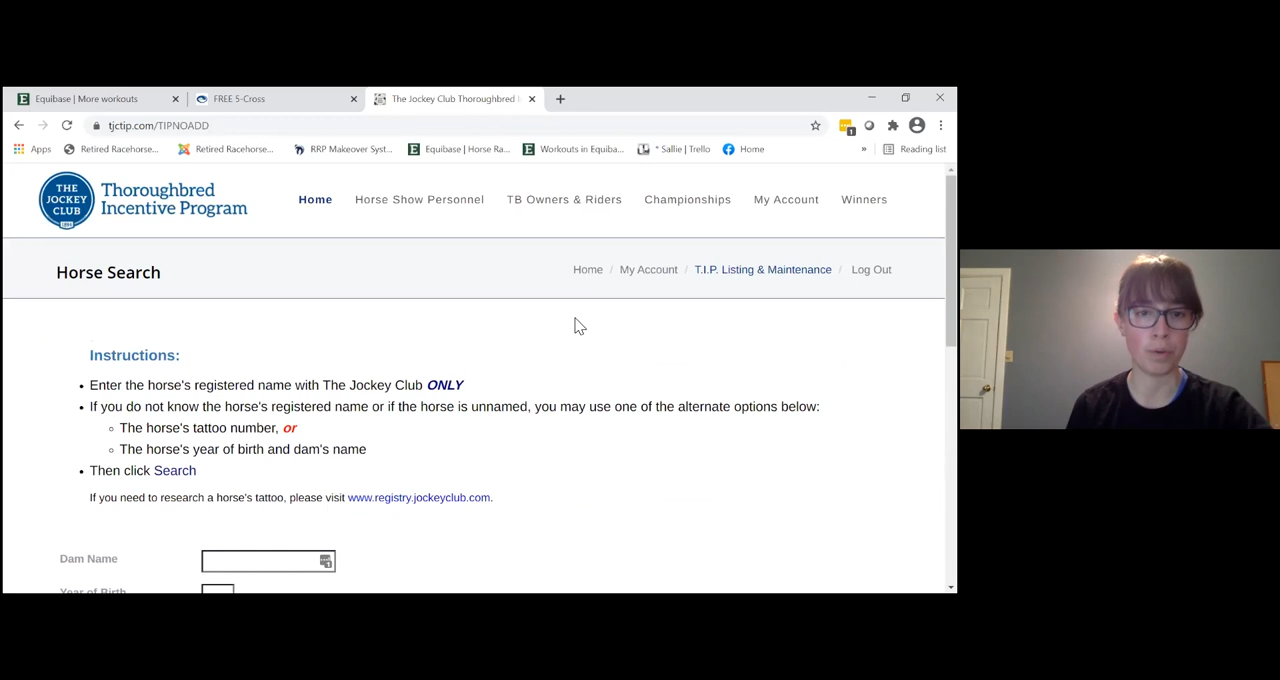 Equibase | More workouts
FREE 5-Cross
The Jockey Club Thoroughbred I
tjctip.com/TIPNOADD
1
Apps
Retired Racehorse...
Retired Racehorse...
RRP Makeover Syst...
Equibase | Horse Ra...
Workouts in Equiba...
* Sallie | Trello
Home
»
Reading list
THE JOCKEY CLUB
1894
Thoroughbred
Incentive Program
Home
Horse Show Personnel
TB Owners & Riders
Championships
My Account
Winners
Horse Search
Home / My Account / T.I.P. Listing & Maintenance / Log Out
Instructions:
• Enter the horse's registered name with The Jockey Club ONLY
• If you do not know the horse's registered name or if the horse is unnamed, you may use one of the alternate options below:
○ The horse's tattoo number, or
○ The horse's year of birth and dam's name
• Then click Search
If you need to research a horse's tattoo, please visit www.registry.jockeyclub.com.
Dam Name
Year of Birth